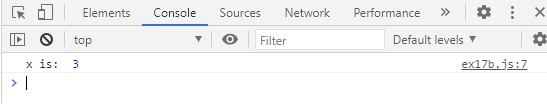 Elements Console Sources Network Performance »
top Filter Default levels
x is: 3 ex17b.js:7
>